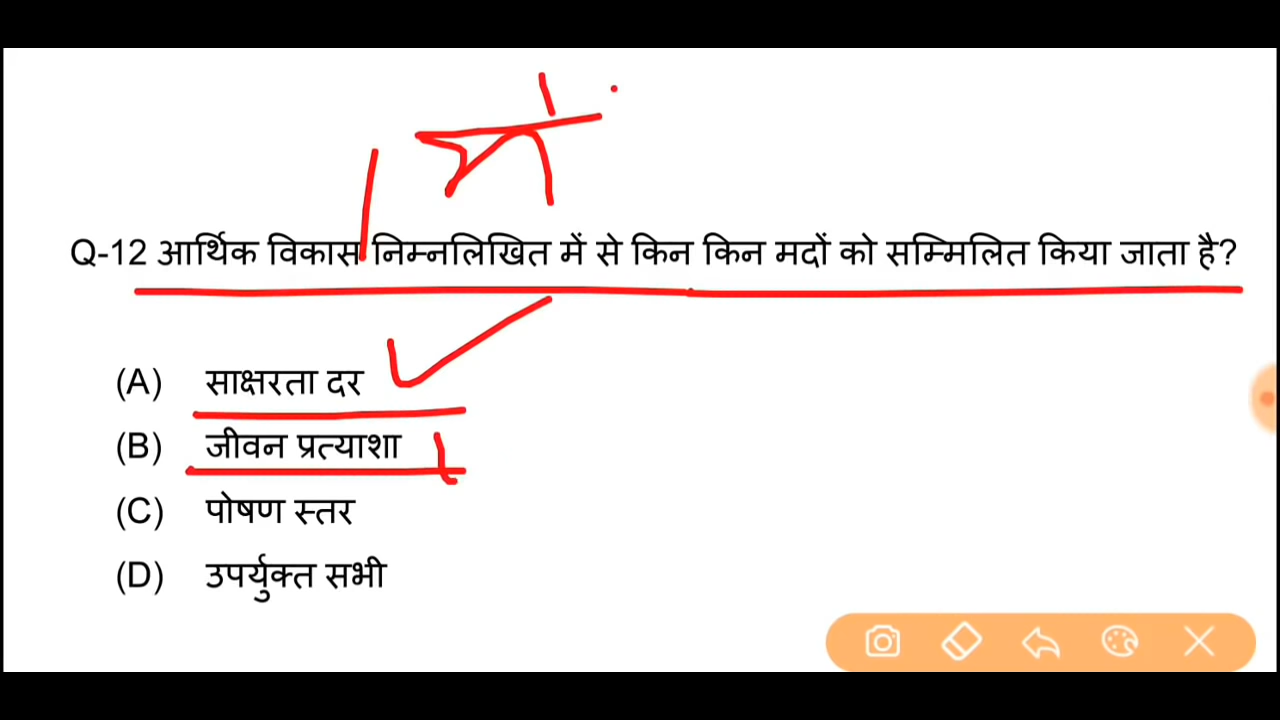 में
Q-12 आर्थिक विकास निम्नलिखित में से किन किन मदों को सम्मिलित किया जाता है?
(A) साक्षरता दर
(B) जीवन प्रत्याशा
(C) पोषण स्तर
(D) उपर्युक्त सभी